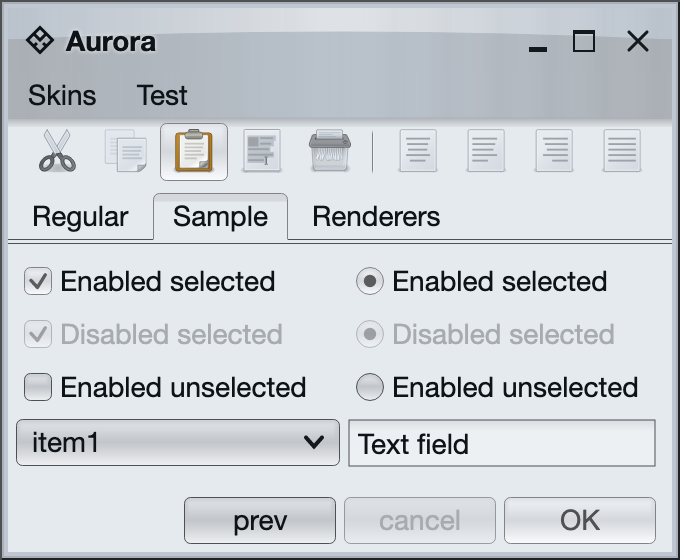 Aurora
Skins Test
Regular Sample Renderers
Enabled selected Enabled selected
Disabled selected Disabled selected
Enabled unselected Enabled unselected
item1 Text field
prev cancel OK